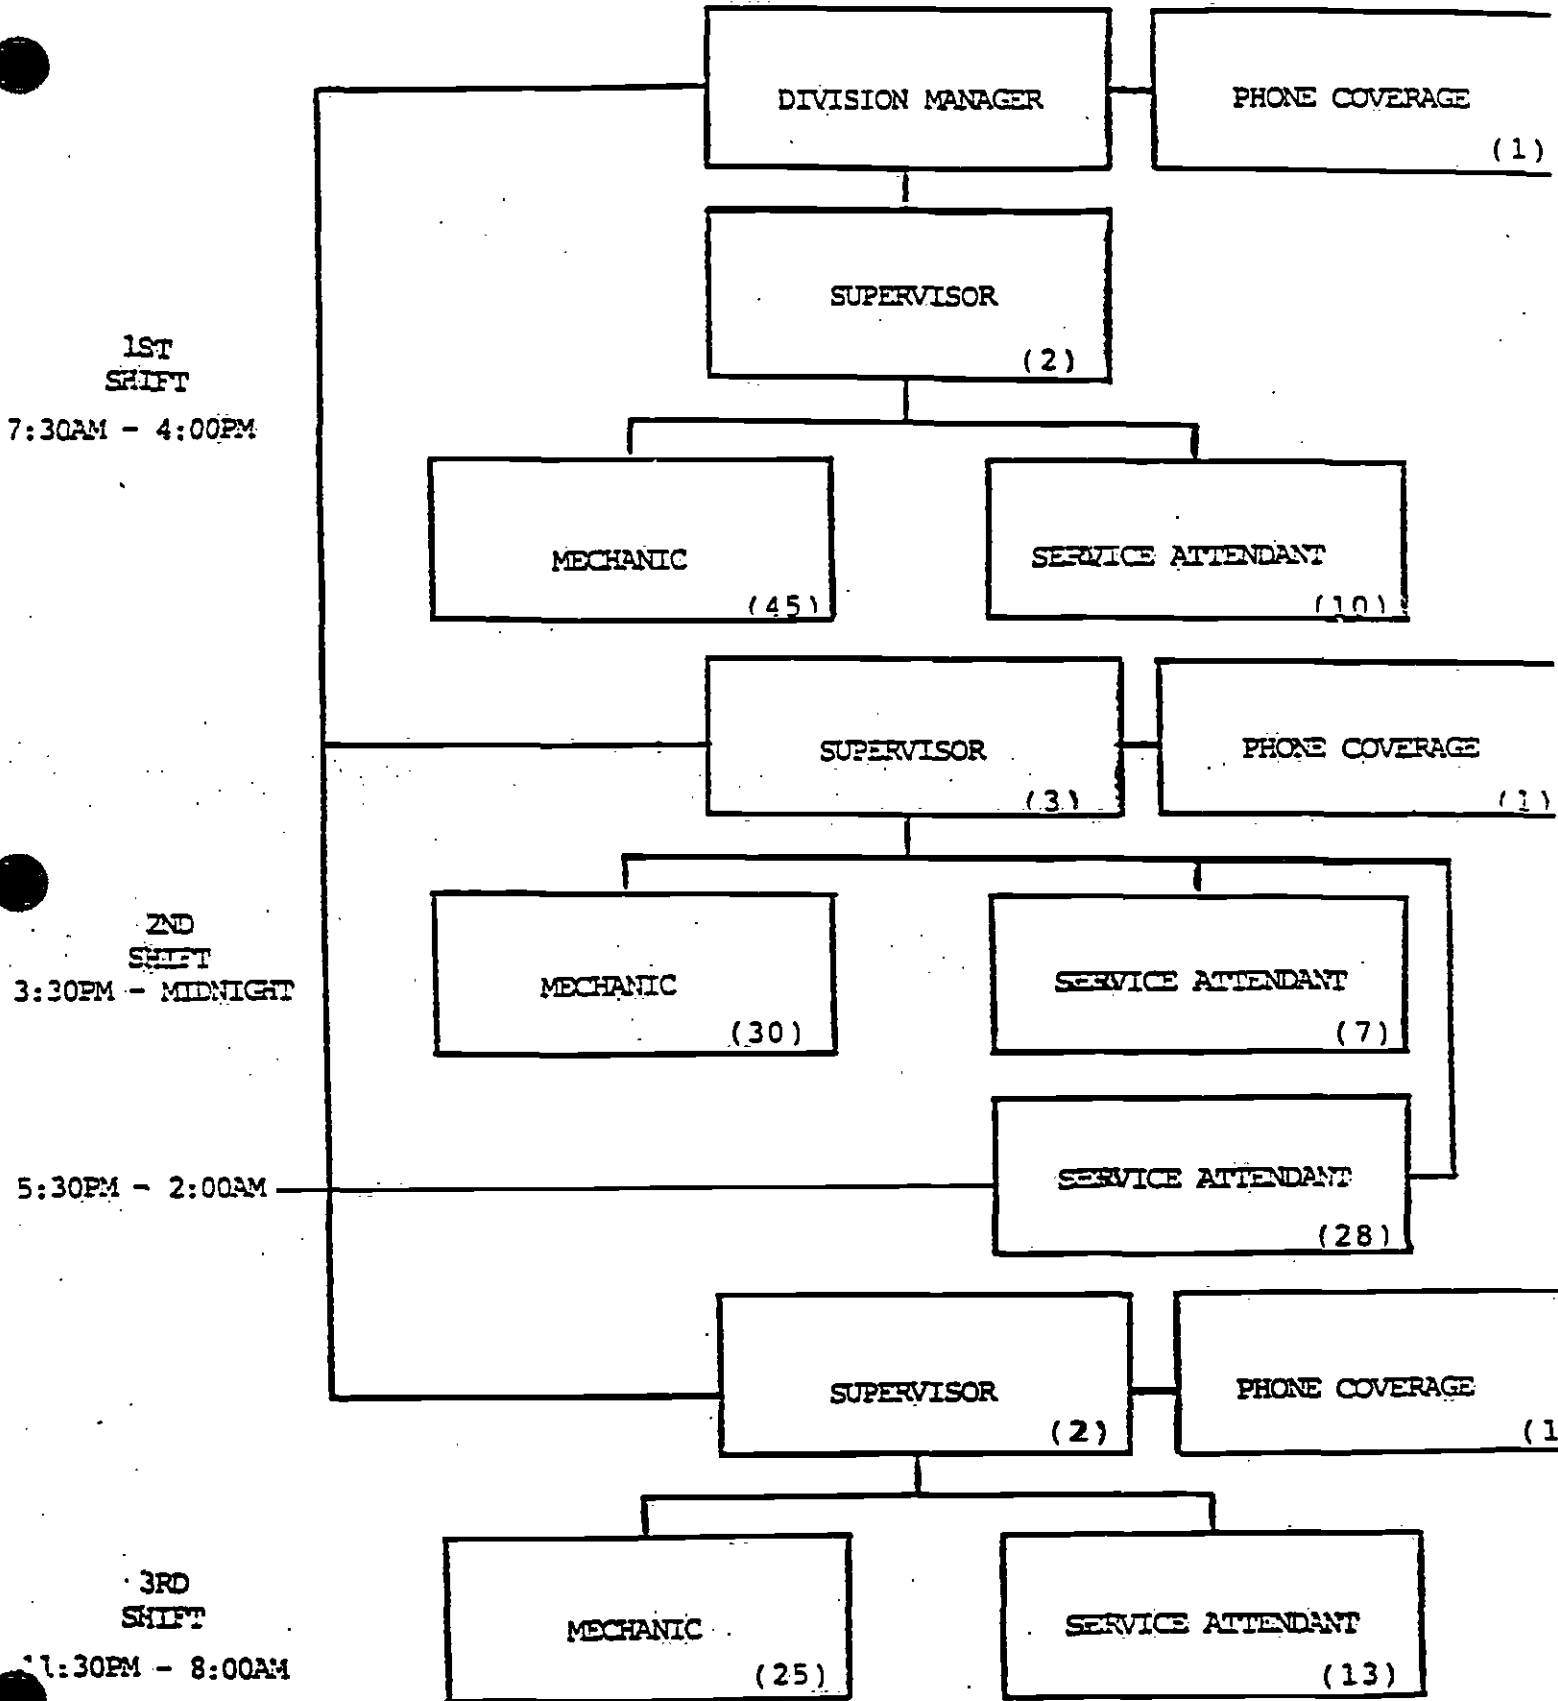 DIVISION MANAGER
PHONE COVERAGE
(1)
SUPERVISOR
(2)
1ST
SHIFT
7:30AM - 4:00PM
MECHANIC
(45)
SERVICE ATTENDANT
(10)
SUPERVISOR
(3)
PHONE COVERAGE
(1)
2ND
SHIFT
3:30PM - MIDNIGHT
MECHANIC
(30)
SERVICE ATTENDANT
(7)
5:30PM - 2:00AM
SERVICE ATTENDANT
(28)
SUPERVISOR
(2)
PHONE COVERAGE
(1
3RD
SHIFT
11:30PM - 8:00AM
MECHANIC
(25)
SERVICE ATTENDANT
(13)